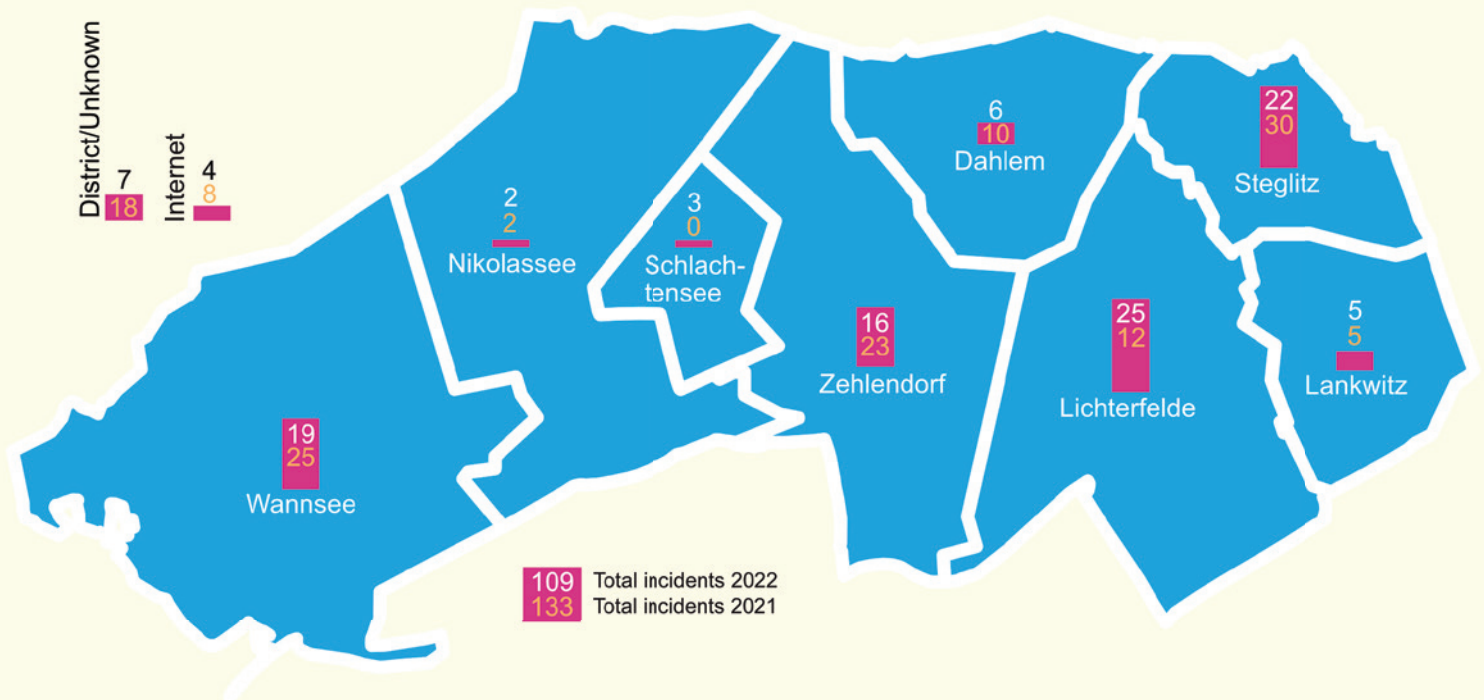 District/Unknown
7
18
Internet
4
8
2
2
Nikolassee
3
0
Schlach-
tensee
6
10
Dahlem
22
30
Steglitz
16
23
Zehlendorf
25
12
Lichterfelde
5
5
Lankwitz
19
25
Wannsee
109 Total incidents 2022
133 Total incidents 2021